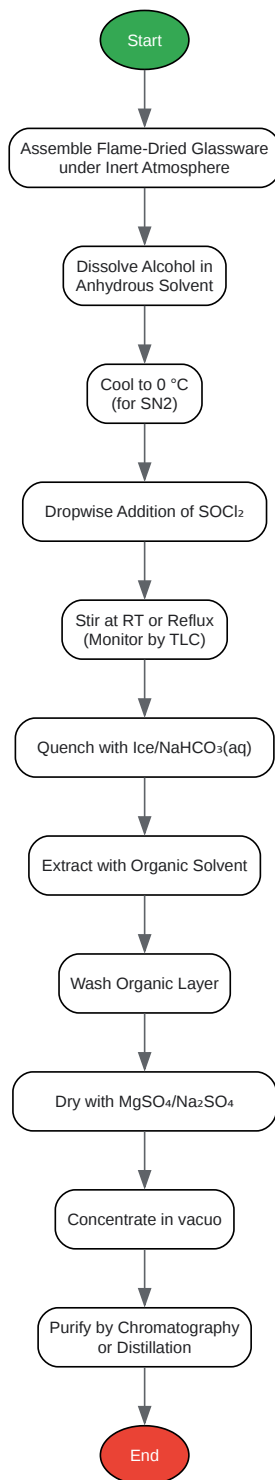 Start
Assemble Flame-Dried Glassware
under Inert Atmosphere
Dissolve Alcohol in
Anhydrous Solvent
Cool to 0 °C
(for SN2)
Dropwise Addition of SOCl₂
Stir at RT or Reflux
(Monitor by TLC)
Quench with Ice/NaHCO₃(aq)
Extract with Organic Solvent
Wash Organic Layer
Dry with MgSO₄/Na₂SO₄
Concentrate in vacuo
Purify by Chromatography
or Distillation
End